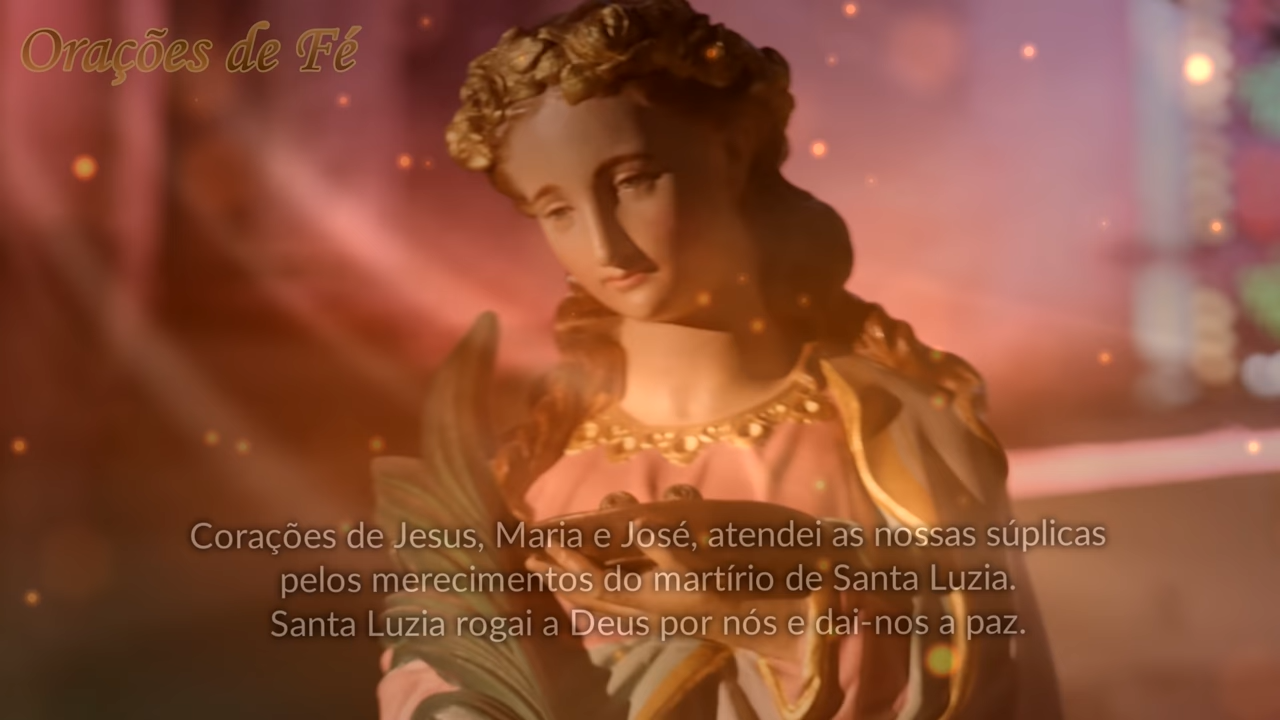 Orações de Fé
Corações de Jesus, Maria e José, atendei as nossas súplicas
pelos merecimentos do martírio de Santa Luzia.
Santa Luzia rogai a Deus por nós e dai-nos a paz.